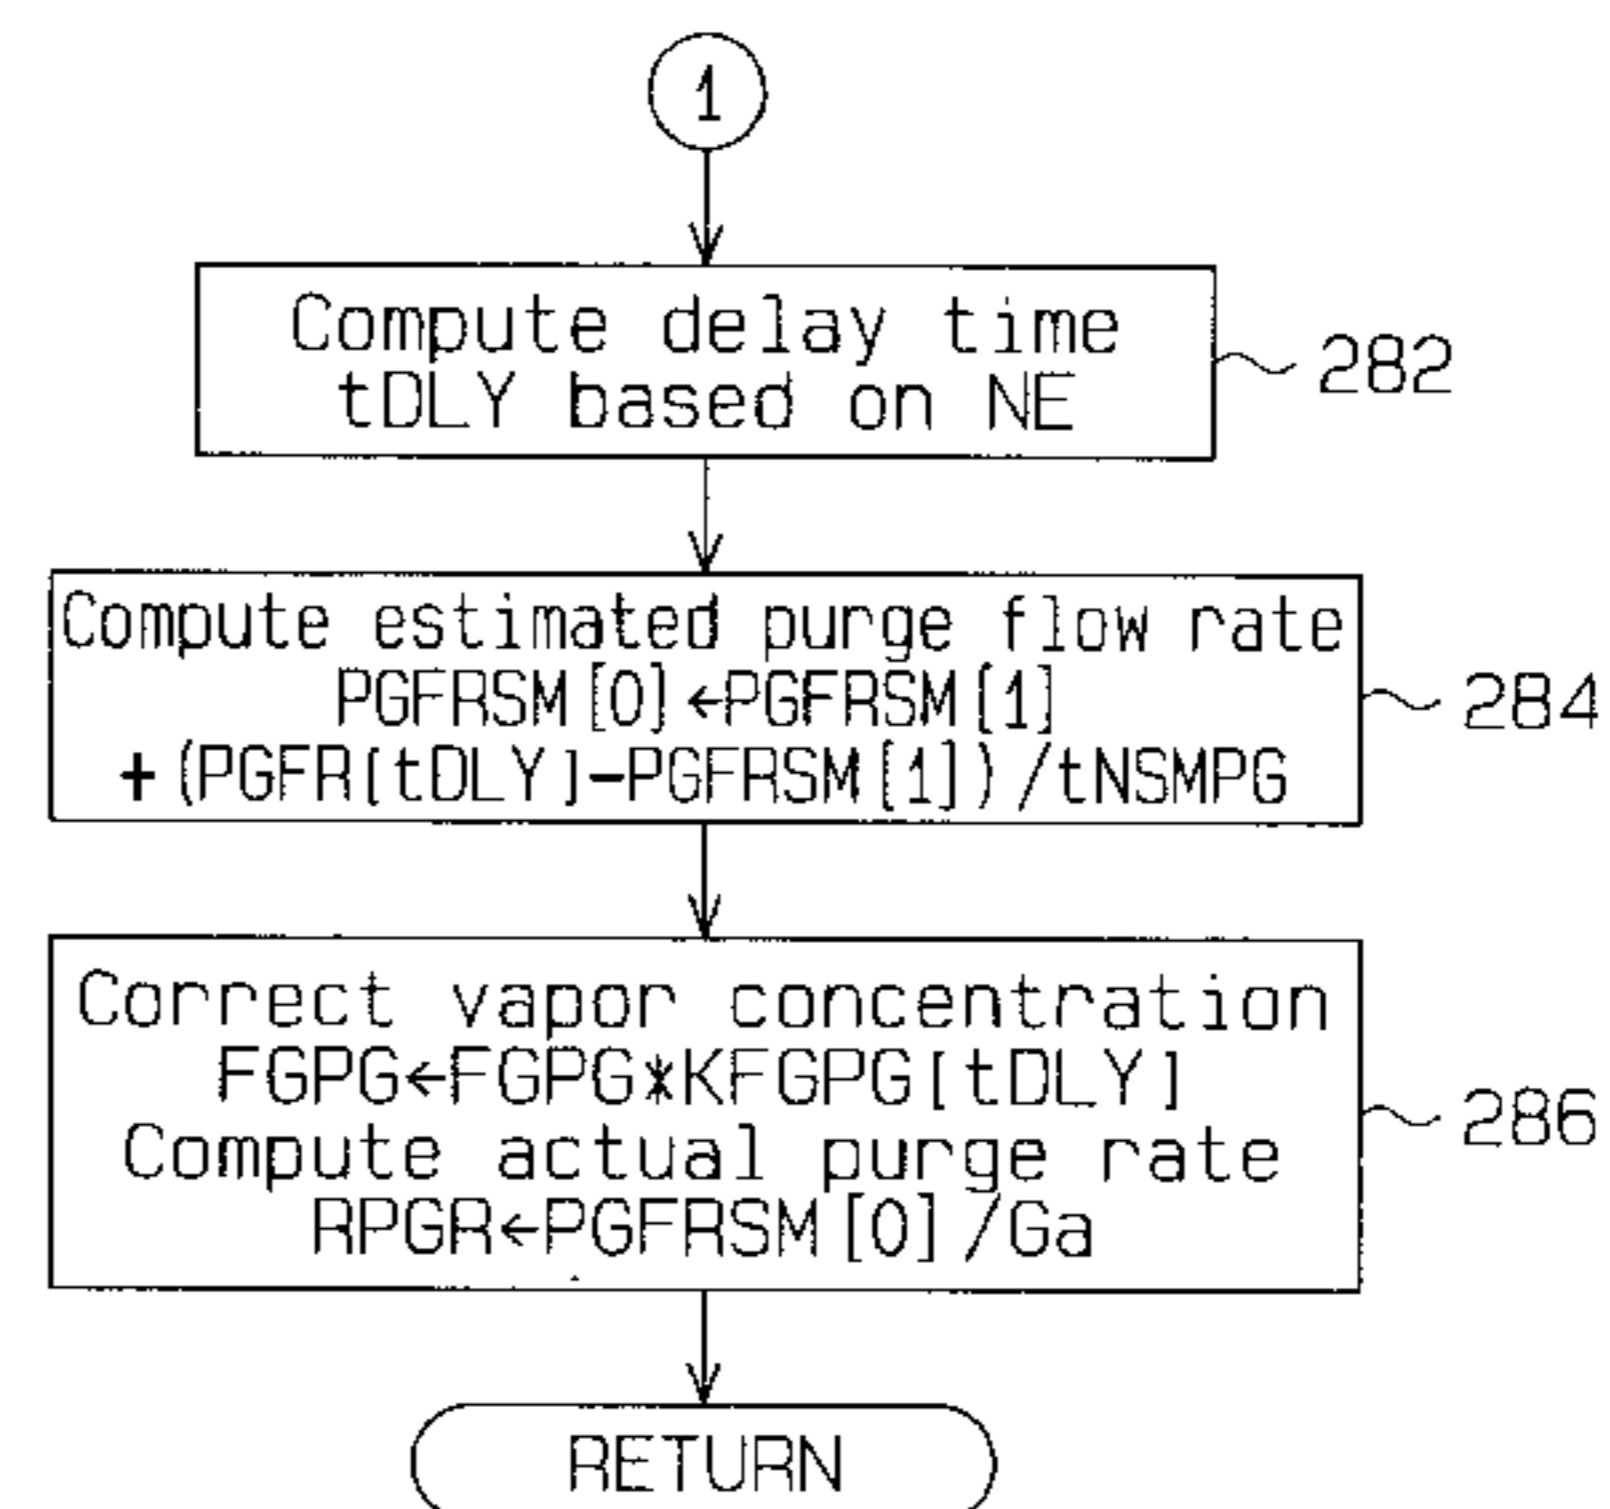 1
Compute delay time
tDLY based on NE
282
Compute estimated purge flow rate
PGFRSM[0]←PGFRSM[1]
+(PGFR[tDLY]-PGFRSM[1])/tNSMPG
284
Correct vapor concentration
FGPG←FGPG*KFGPG[tDLY]
Compute actual purge rate
RPGR←PGFRSM[0]/Ga
286
RETURN